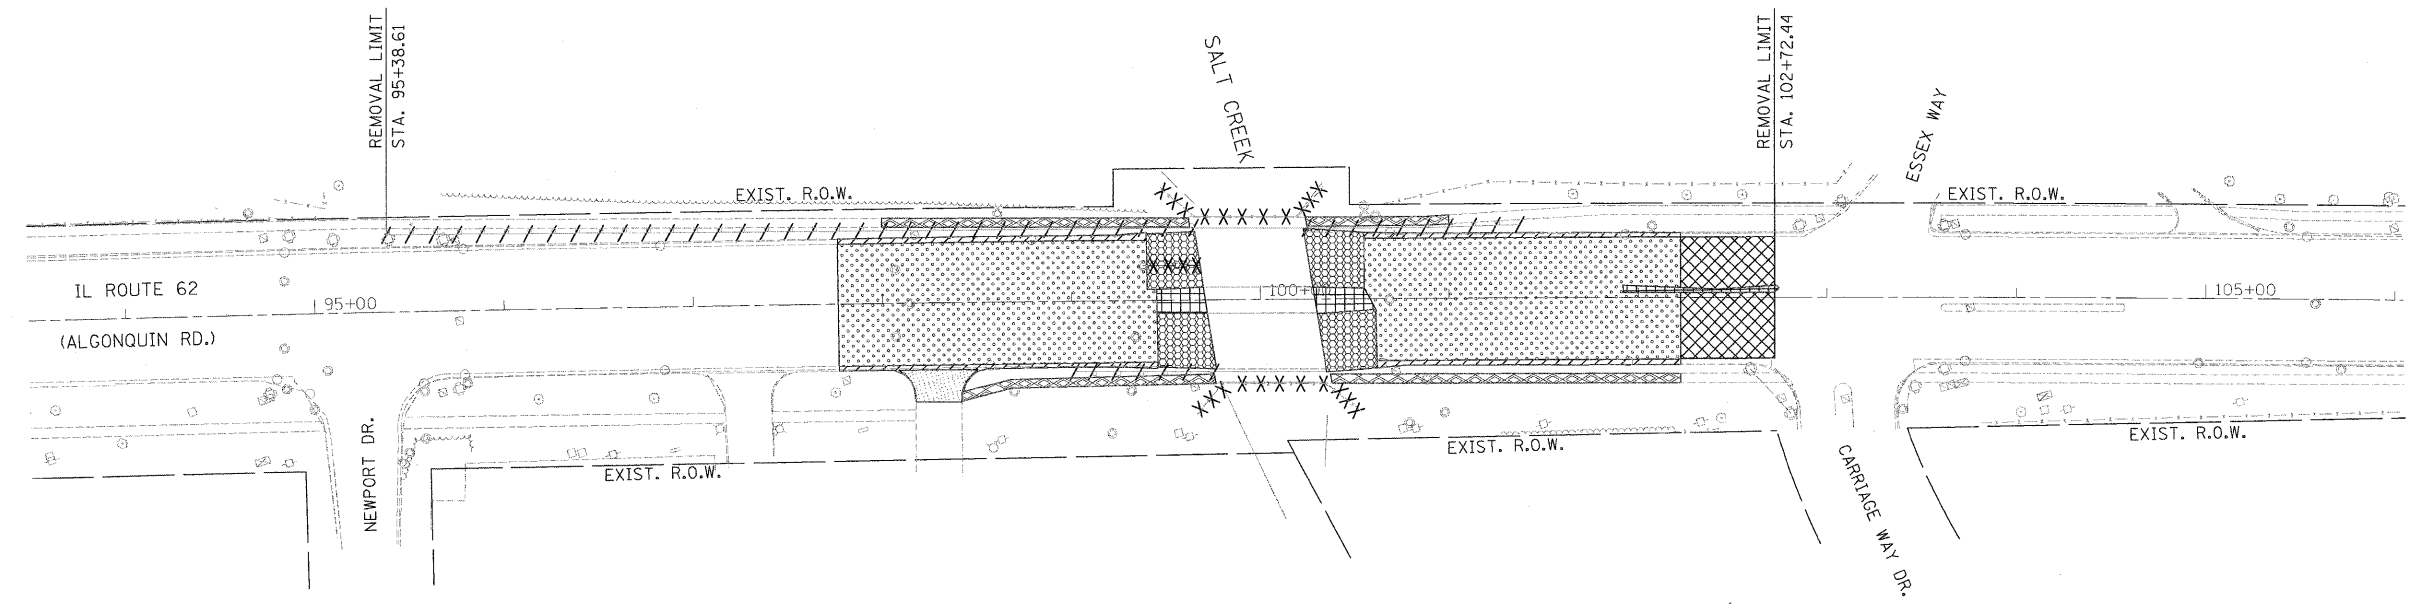 REMOVAL LIMIT
STA. 95+38.61
SALT CREEK
REMOVAL LIMIT
STA. 102+72.44
ESSEX WAY
EXIST. R.O.W.
EXIST. R.O.W.
IL ROUTE 62
95+00
105+00
(ALGONQUIN RD.)
NEWPORT DR.
EXIST. R.O.W.
EXIST. R.O.W.
EXIST. R.O.W.
CARRIAGE WAY DR.